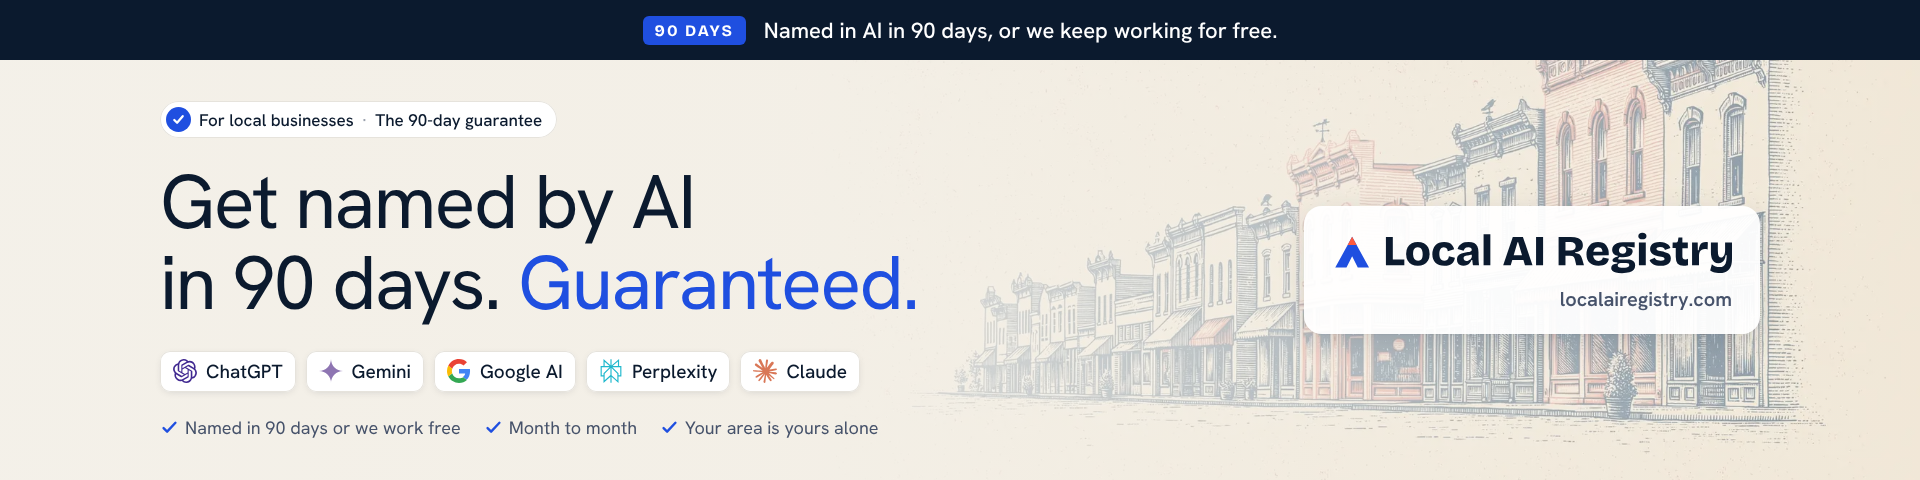 90 DAYS Named in AI in 90 days, or we keep working for free.
For local businesses · The 90-day guarantee
Get named by AI
in 90 days. Guaranteed.
Local AI Registry
localairegistry.com
ChatGPT Gemini Google AI Perplexity Claude
Named in 90 days or we work free Month to month Your area is yours alone